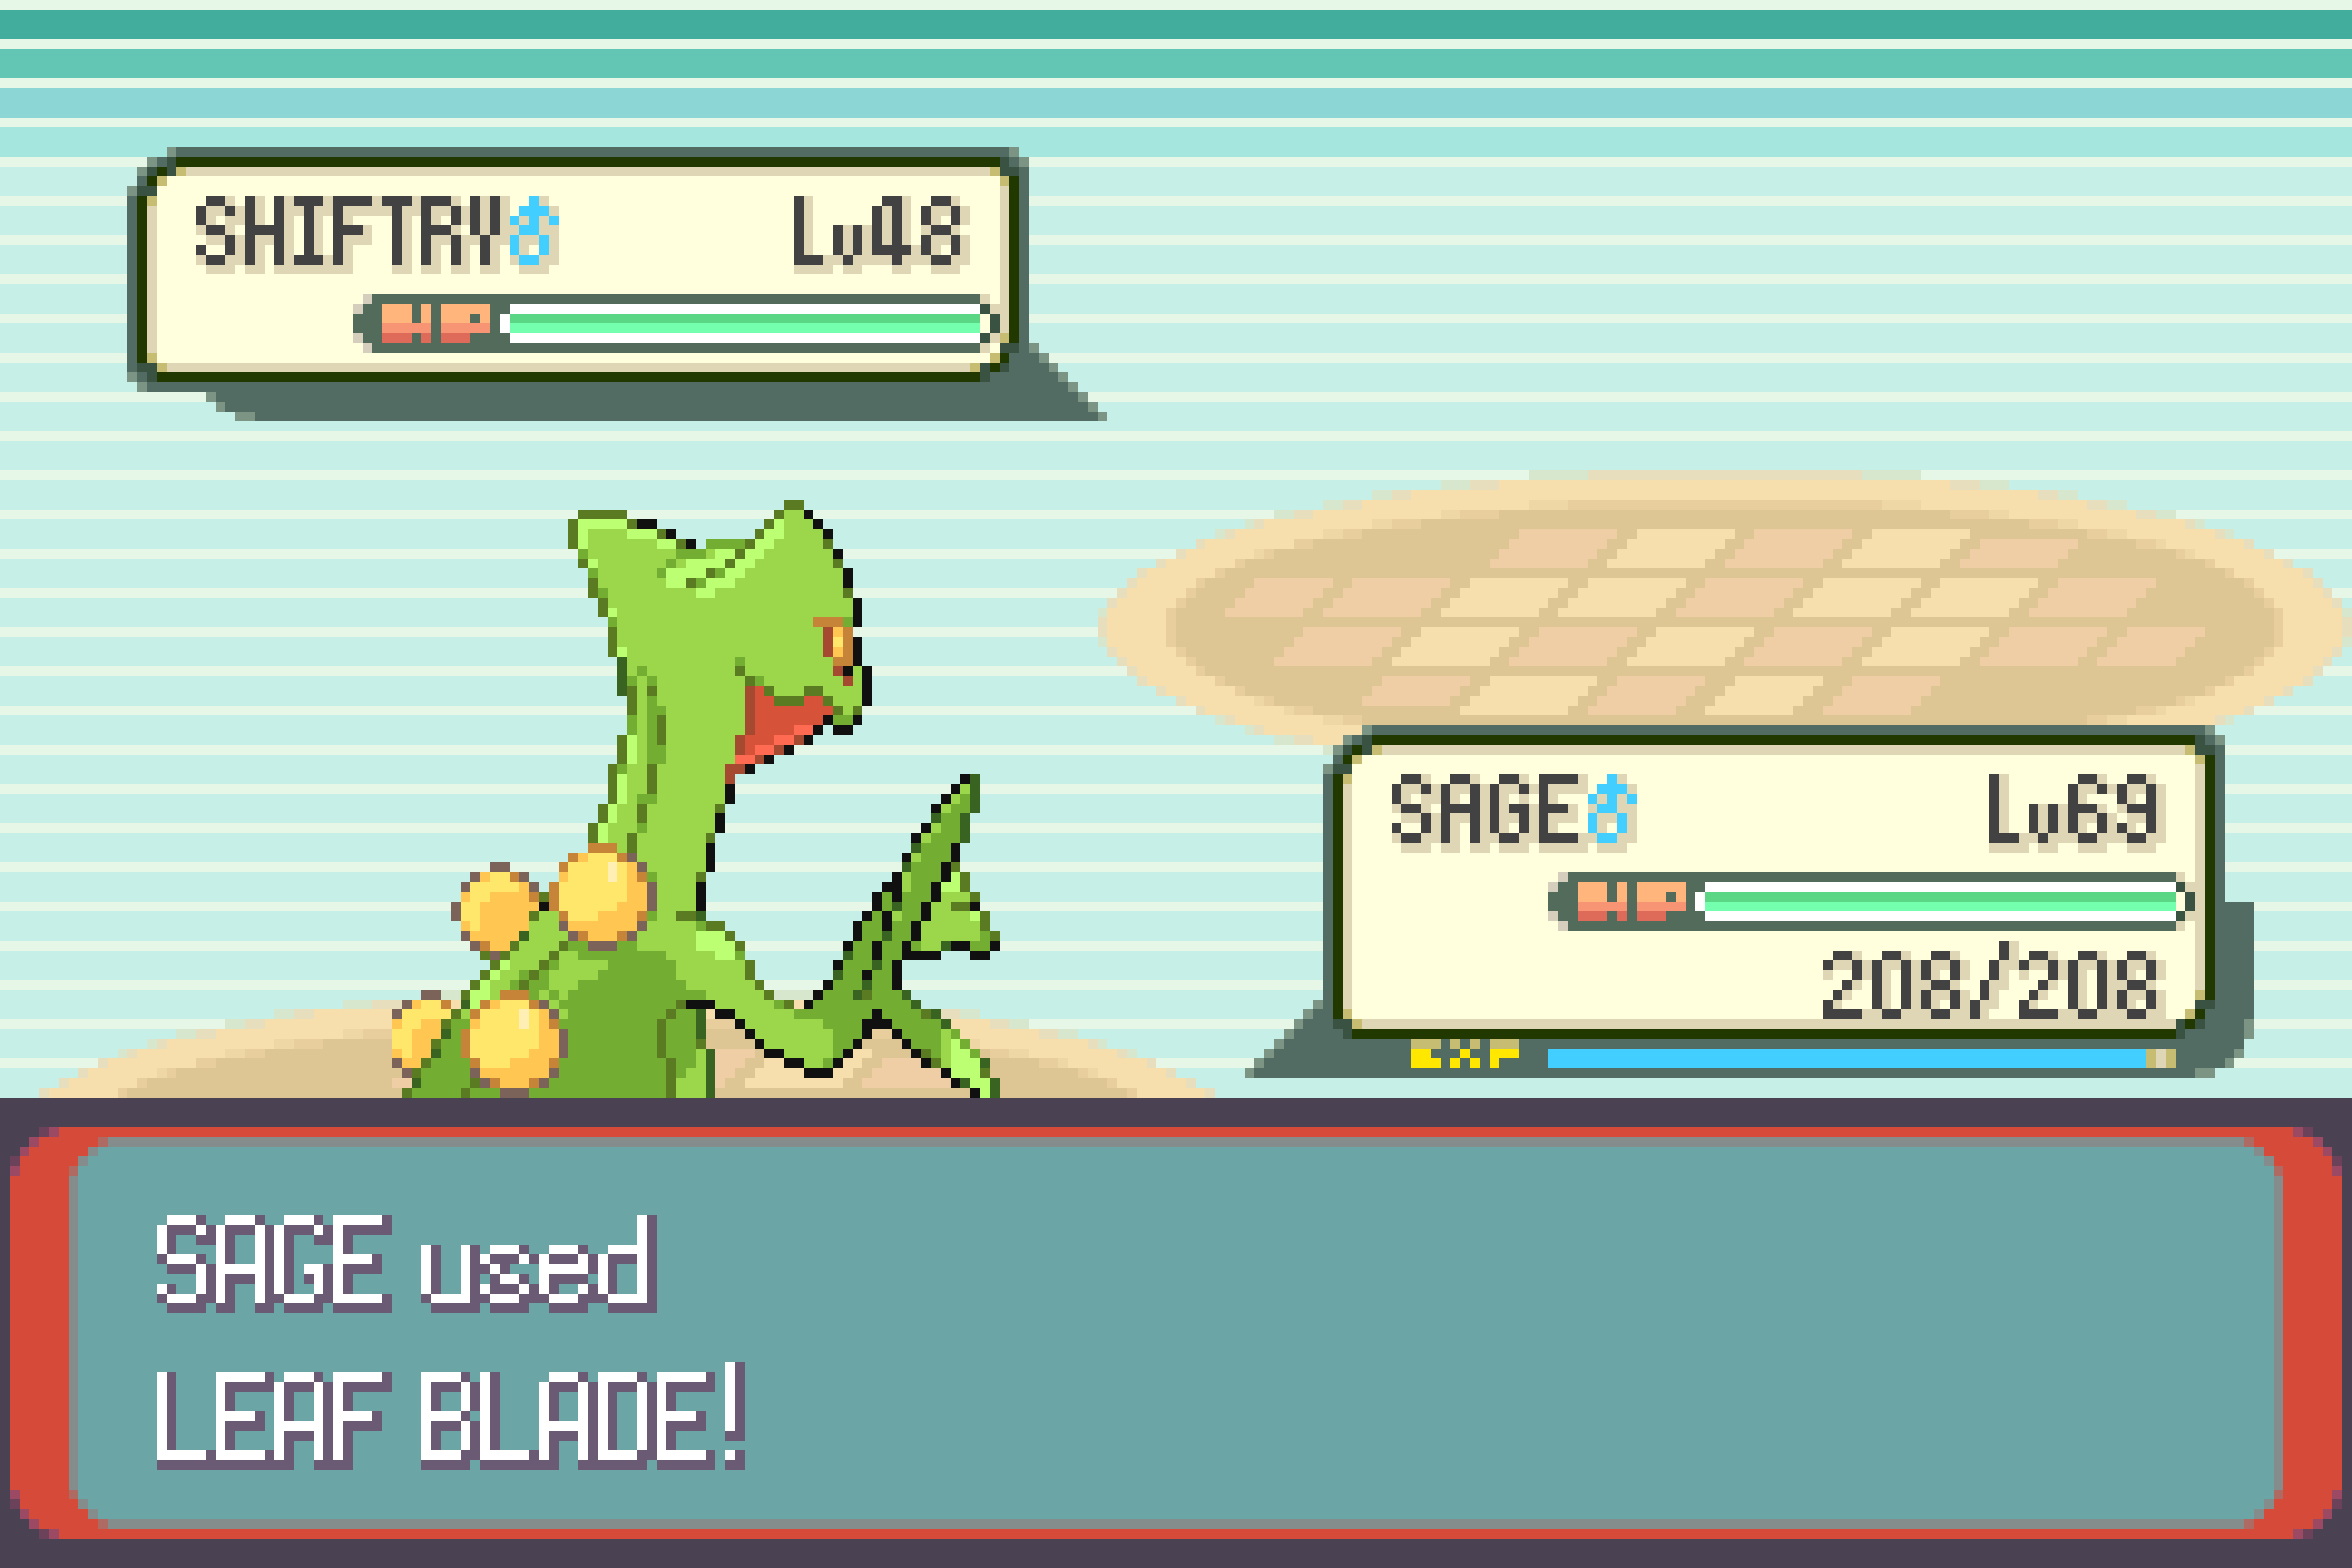 SHIFTRY♂ Lv48
HP
SAGE♂ Lv69
HP
208/208
EXP
SAGE used
LEAF BLADE!